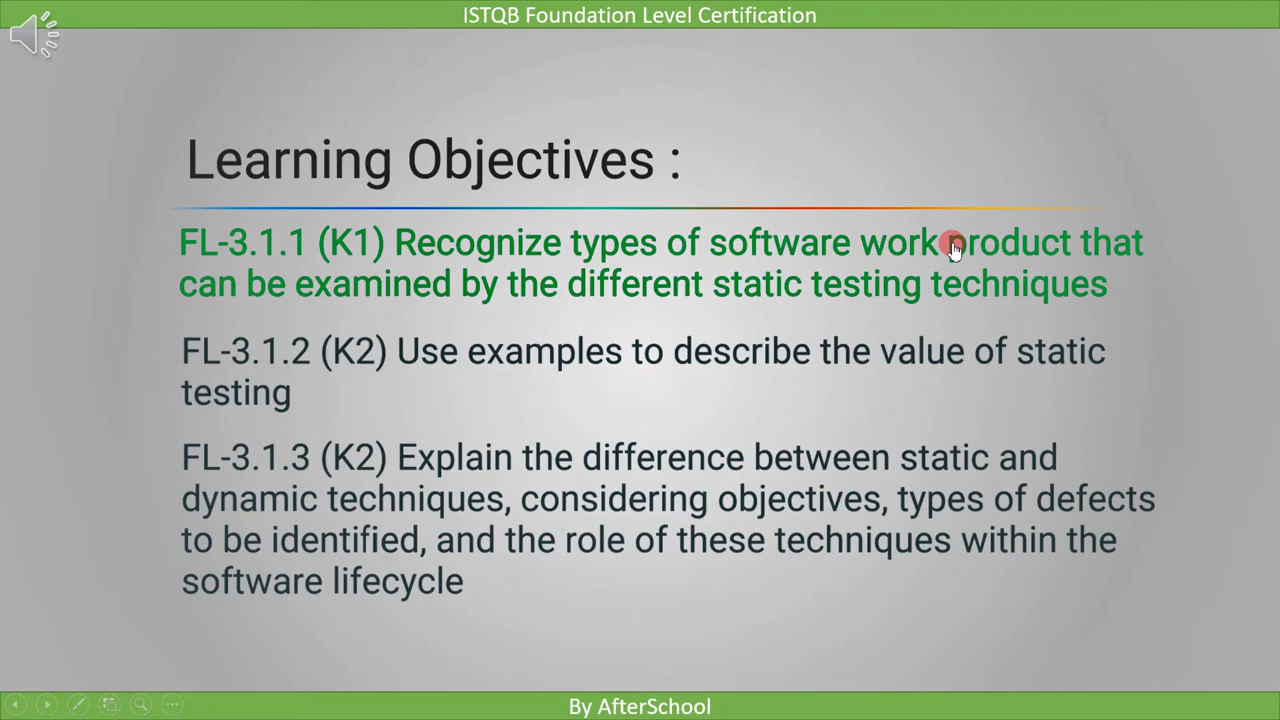 ISTQB Foundation Level Certification
Learning Objectives :
FL-3.1.1 (K1) Recognize types of software work product that
can be examined by the different static testing techniques
FL-3.1.2 (K2) Use examples to describe the value of static
testing
FL-3.1.3 (K2) Explain the difference between static and
dynamic techniques, considering objectives, types of defects
to be identified, and the role of these techniques within the
software lifecycle
By AfterSchool